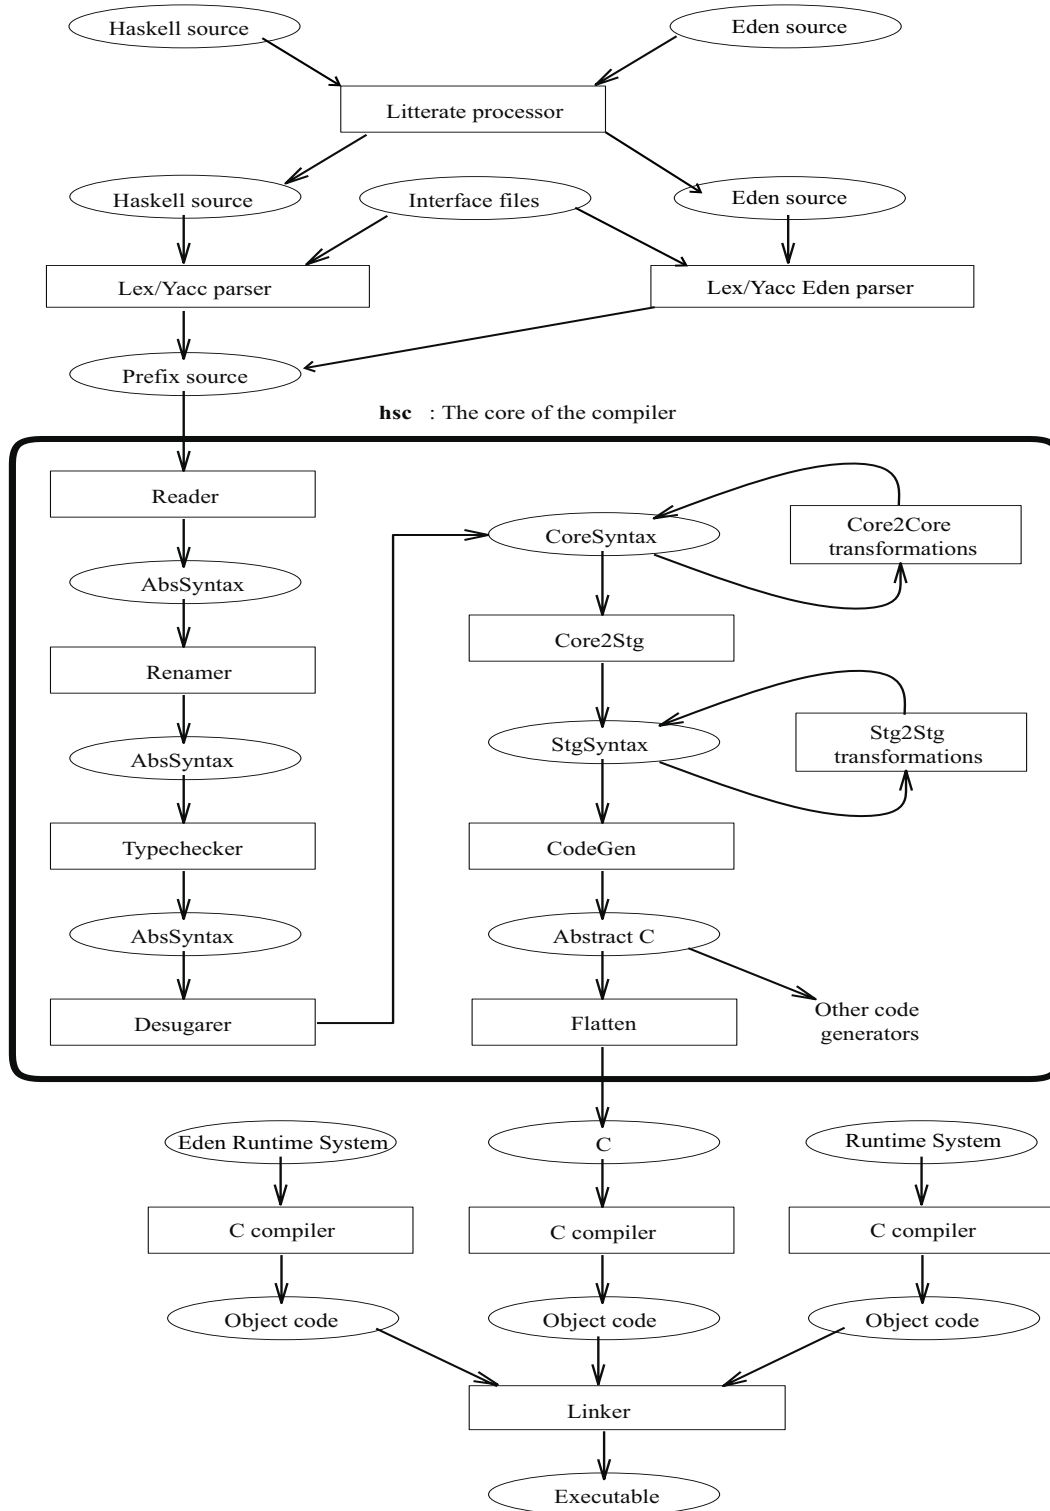 Haskell source
Eden source
Litterate processor
Haskell source
Interface files
Eden source
Lex/Yacc parser
Lex/Yacc Eden parser
Prefix source
hsc : The core of the compiler
Reader
AbsSyntax
Renamer
AbsSyntax
Typechecker
AbsSyntax
Desugarer
CoreSyntax
Core2Core
transformations
Core2Stg
StgSyntax
Stg2Stg
transformations
CodeGen
Abstract C
Flatten
Other code
generators
Eden Runtime System
C
Runtime System
C compiler
C compiler
C compiler
Object code
Object code
Object code
Linker
Executable